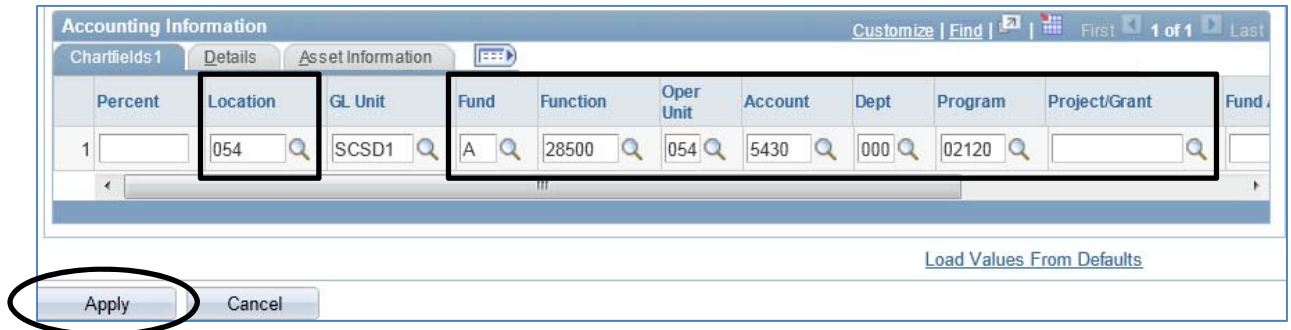 Accounting Information Customize | Find | | First 1 of 1 Last
Chartfields 1 Details Asset Information
Percent Location GL Unit Fund Function Oper Unit Account Dept Program Project/Grant Fund
1 054 SCSD1 A 28500 054 5430 000 02120
Load Values From Defaults
Apply Cancel